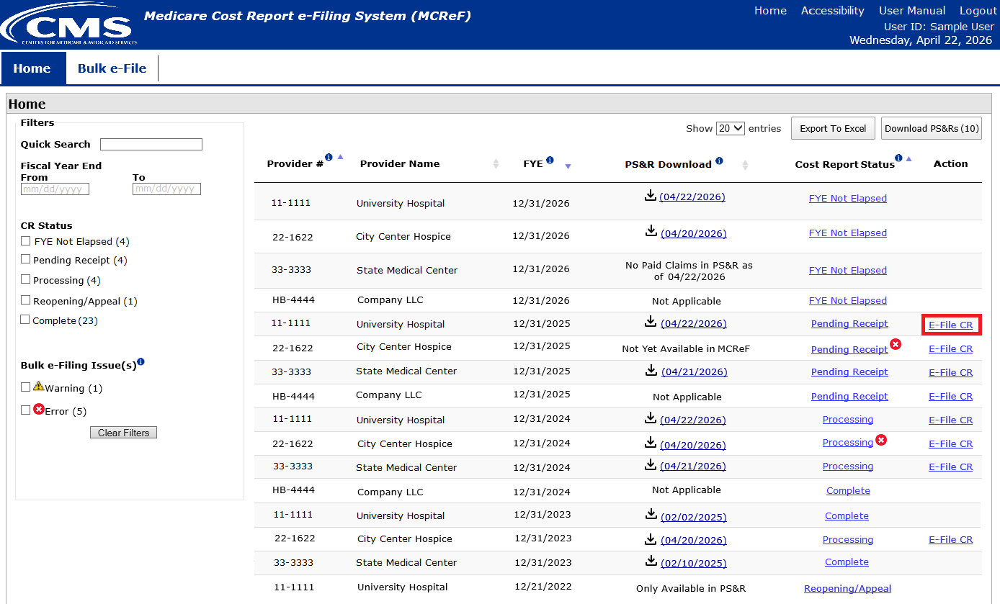 CMS
CENTERS FOR MEDICARE & MEDICAID SERVICES
Medicare Cost Report e-Filing System (MCReF)
Home Accessibility User Manual Logout
User ID: Sample User
Wednesday, April 22, 2026
Home Bulk e-File
Home
Filters
Quick Search
Fiscal Year End
From To
mm/dd/yyyy mm/dd/yyyy
CR Status
FYE Not Elapsed (4)
Pending Receipt (4)
Processing (4)
Reopening/Appeal (1)
Complete (23)
Bulk e-Filing Issue(s)
Warning (1)
Error (5)
Clear Filters
Show 20 entries Export To Excel Download PS&Rs (10)
Provider # Provider Name FYE PS&R Download Cost Report Status Action
11-1111 University Hospital 12/31/2026 (04/22/2026) FYE Not Elapsed
22-1622 City Center Hospice 12/31/2026 (04/20/2026) FYE Not Elapsed
33-3333 State Medical Center 12/31/2026 No Paid Claims in PS&R as
of 04/22/2026 FYE Not Elapsed
HB-4444 Company LLC 12/31/2026 Not Applicable FYE Not Elapsed
11-1111 University Hospital 12/31/2025 (04/22/2026) Pending Receipt E-File CR
22-1622 City Center Hospice 12/31/2025 Not Yet Available in MCReF Pending Receipt E-File CR
33-3333 State Medical Center 12/31/2025 (04/21/2026) Pending Receipt E-File CR
HB-4444 Company LLC 12/31/2025 Not Applicable Pending Receipt E-File CR
11-1111 University Hospital 12/31/2024 (04/22/2026) Processing E-File CR
22-1622 City Center Hospice 12/31/2024 (04/20/2026) Processing E-File CR
33-3333 State Medical Center 12/31/2024 (04/21/2026) Processing E-File CR
HB-4444 Company LLC 12/31/2024 Not Applicable Complete
11-1111 University Hospital 12/31/2023 (02/02/2025) Complete
22-1622 City Center Hospice 12/31/2023 (04/20/2026) Processing E-File CR
33-3333 State Medical Center 12/31/2023 (02/10/2025) Complete
11-1111 University Hospital 12/21/2022 Only Available in PS&R Reopening/Appeal